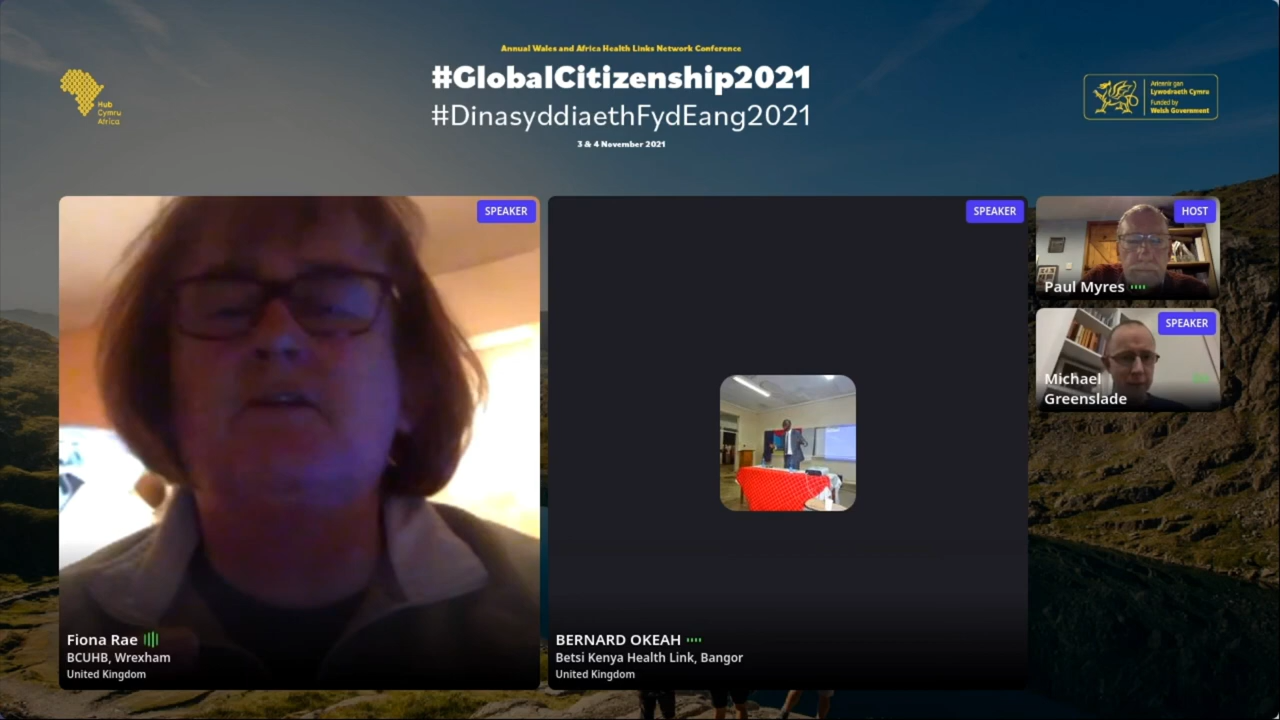 Annual Wales and Africa Health Links Network Conference
#GlobalCitizenship2021
#DinasyddiaethFydEang2021
3 & 4 November 2021
Hub
Cymru
Africa
Ariennir gan
Lywodraeth Cymru
Funded by
Welsh Government
SPEAKER
Fiona Rae
BCUHB, Wrexham
United Kingdom
SPEAKER
BERNARD OKEAH
Betsi Kenya Health Link, Bangor
United Kingdom
HOST
Paul Myres
SPEAKER
Michael
Greenslade